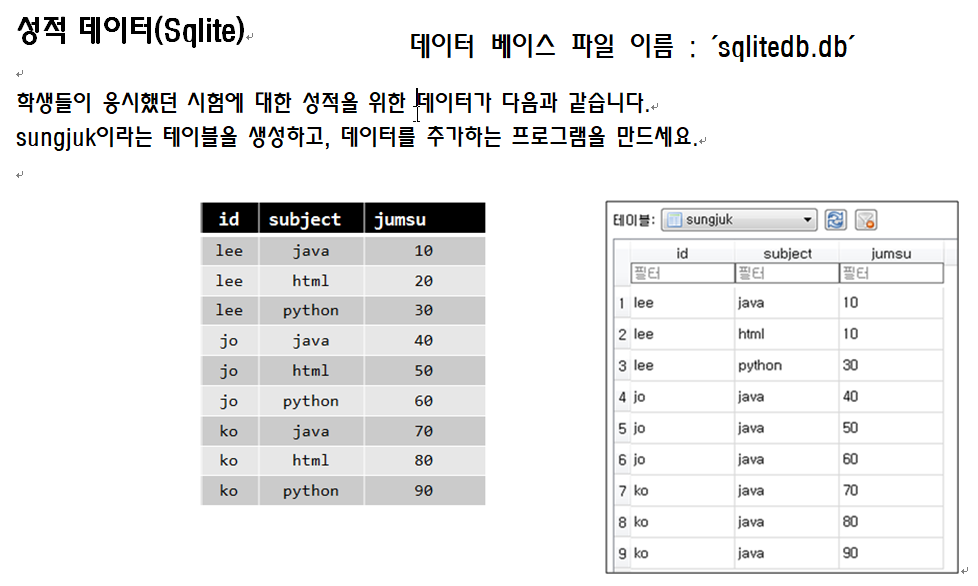 성적 데이터(Sqlite)
데이터 베이스 파일 이름 : ´sqlitedb.db´
학생들이 응시했던 시험에 대한 성적을 위한 데이터가 다음과 같습니다.
sungjuk이라는 테이블을 생성하고, 데이터를 추가하는 프로그램을 만드세요.
id subject jumsu
lee java 10
lee html 20
lee python 30
jo java 40
jo html 50
jo python 60
ko java 70
ko html 80
ko python 90
테이블: sungjuk
id subject jumsu
필터 필터 필터
1 lee java 10
2 lee html 10
3 lee python 30
4 jo java 40
5 jo java 50
6 jo java 60
7 ko java 70
8 ko java 80
9 ko java 90